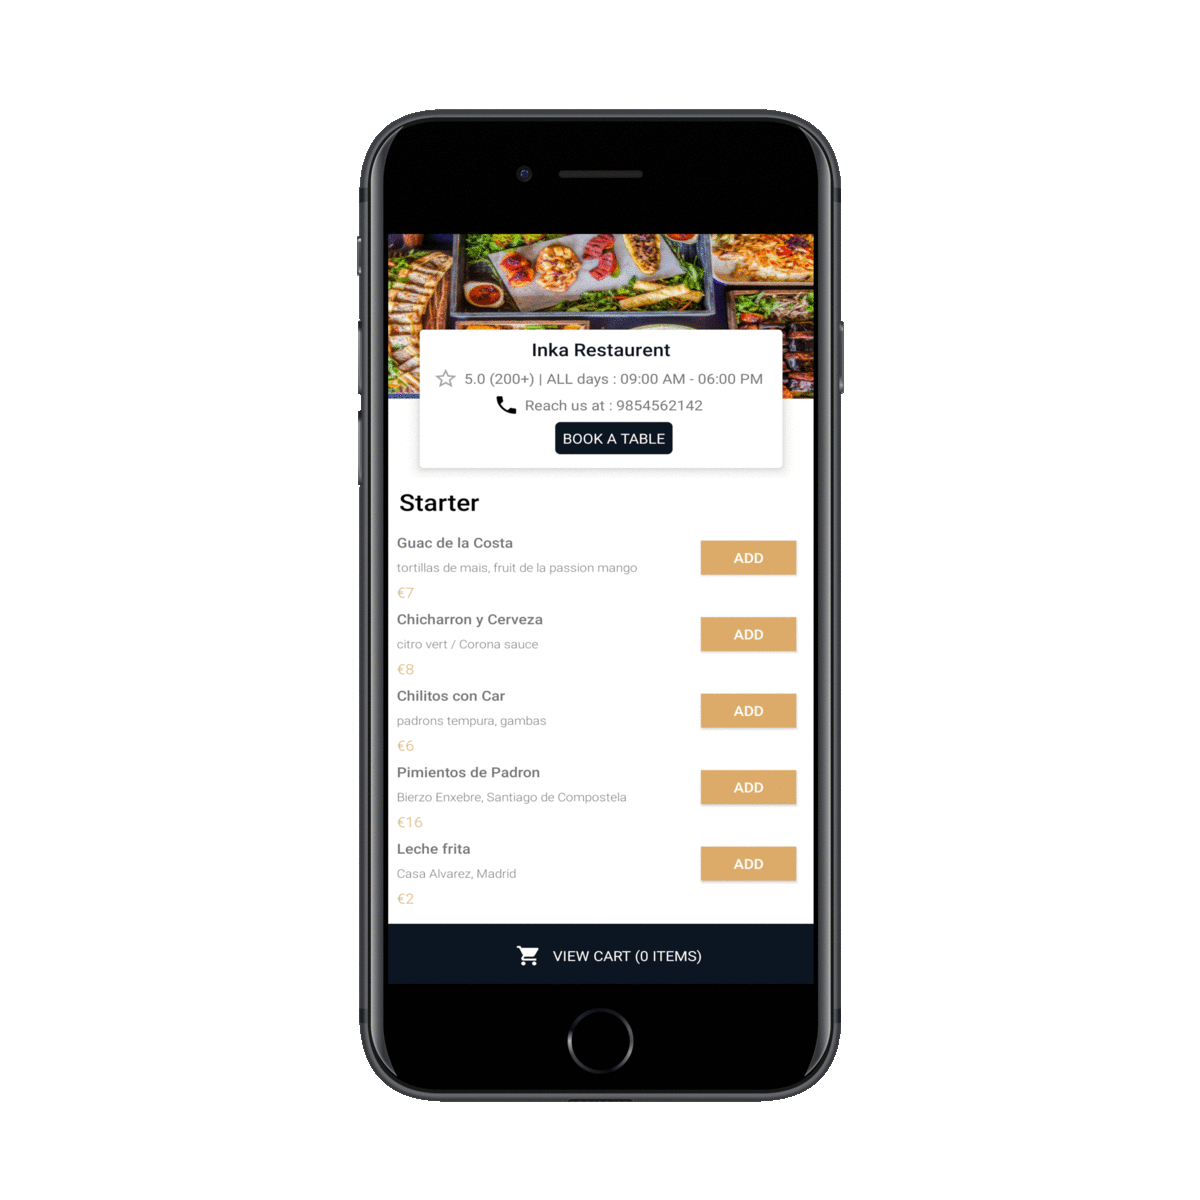 Inka Restaurent
5.0 (200+) | ALL days : 09:00 AM - 06:00 PM
Reach us at : 9854562142
BOOK A TABLE
Starter
Guac de la Costa
tortillas de mais, fruit de la passion mango
ADD
€7
Chicharron y Cerveza
citro vert / Corona sauce
ADD
€8
Chilitos con Car
padrons tempura, gambas
ADD
€6
Pimientos de Padron
Bierzo Enxebre, Santiago de Compostela
ADD
€16
Leche frita
Casa Alvarez, Madrid
ADD
€2
VIEW CART (0 ITEMS)